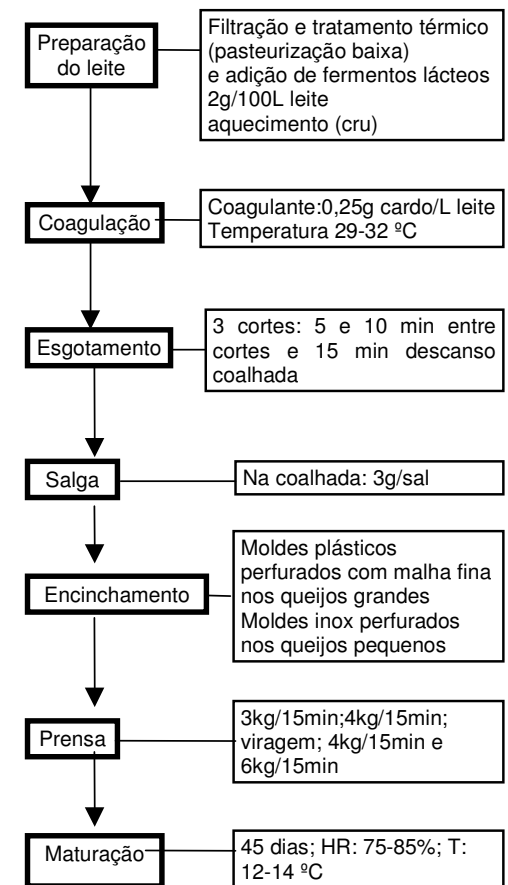 Preparação
do leite
Filtração e tratamento térmico
(pasteurização baixa)
e adição de fermentos lácteos
2g/100L leite
aquecimento (cru)
Coagulação
Coagulante:0,25g cardo/L leite
Temperatura 29-32 ºC
Esgotamento
3 cortes: 5 e 10 min entre
cortes e 15 min descanso
coalhada
Salga
Na coalhada: 3g/sal
Encinchamento
Moldes plásticos
perfurados com malha fina
nos queijos grandes
Moldes inox perfurados
nos queijos pequenos
Prensa
3kg/15min;4kg/15min;
viragem; 4kg/15min e
6kg/15min
Maturação
45 dias; HR: 75-85%; T:
12-14 ºC